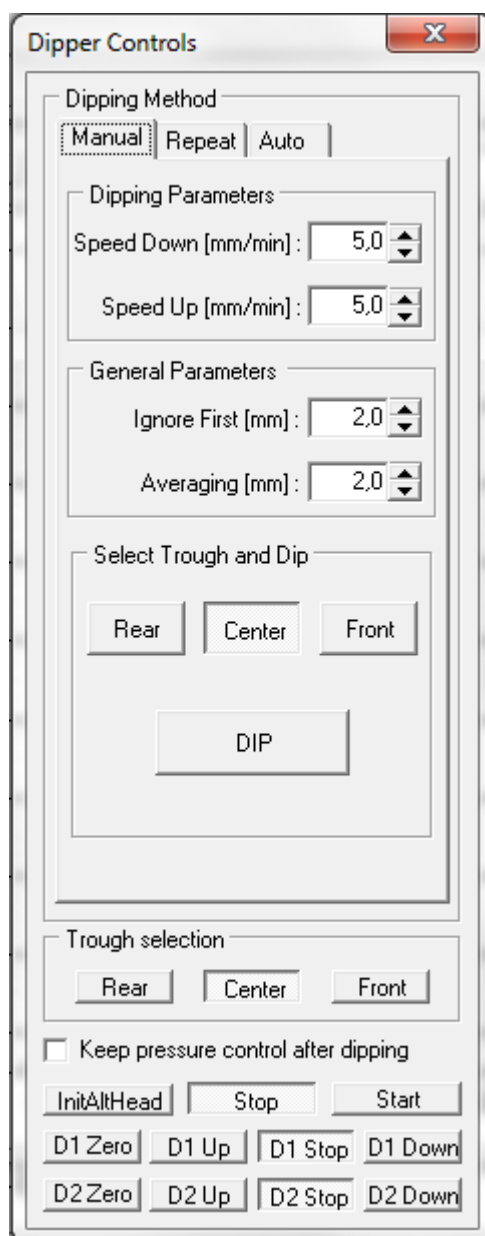 Dipper Controls
Dipping Method
Manual Repeat Auto
Dipping Parameters
Speed Down [mm/min] : 5,0
Speed Up [mm/min] : 5,0
General Parameters
Ignore First [mm] : 2,0
Averaging [mm] : 2,0
Select Trough and Dip
Rear Center Front
DIP
Trough selection
Rear Center Front
Keep pressure control after dipping
InitAltHead Stop Start
D1 Zero D1 Up D1 Stop D1 Down
D2 Zero D2 Up D2 Stop D2 Down